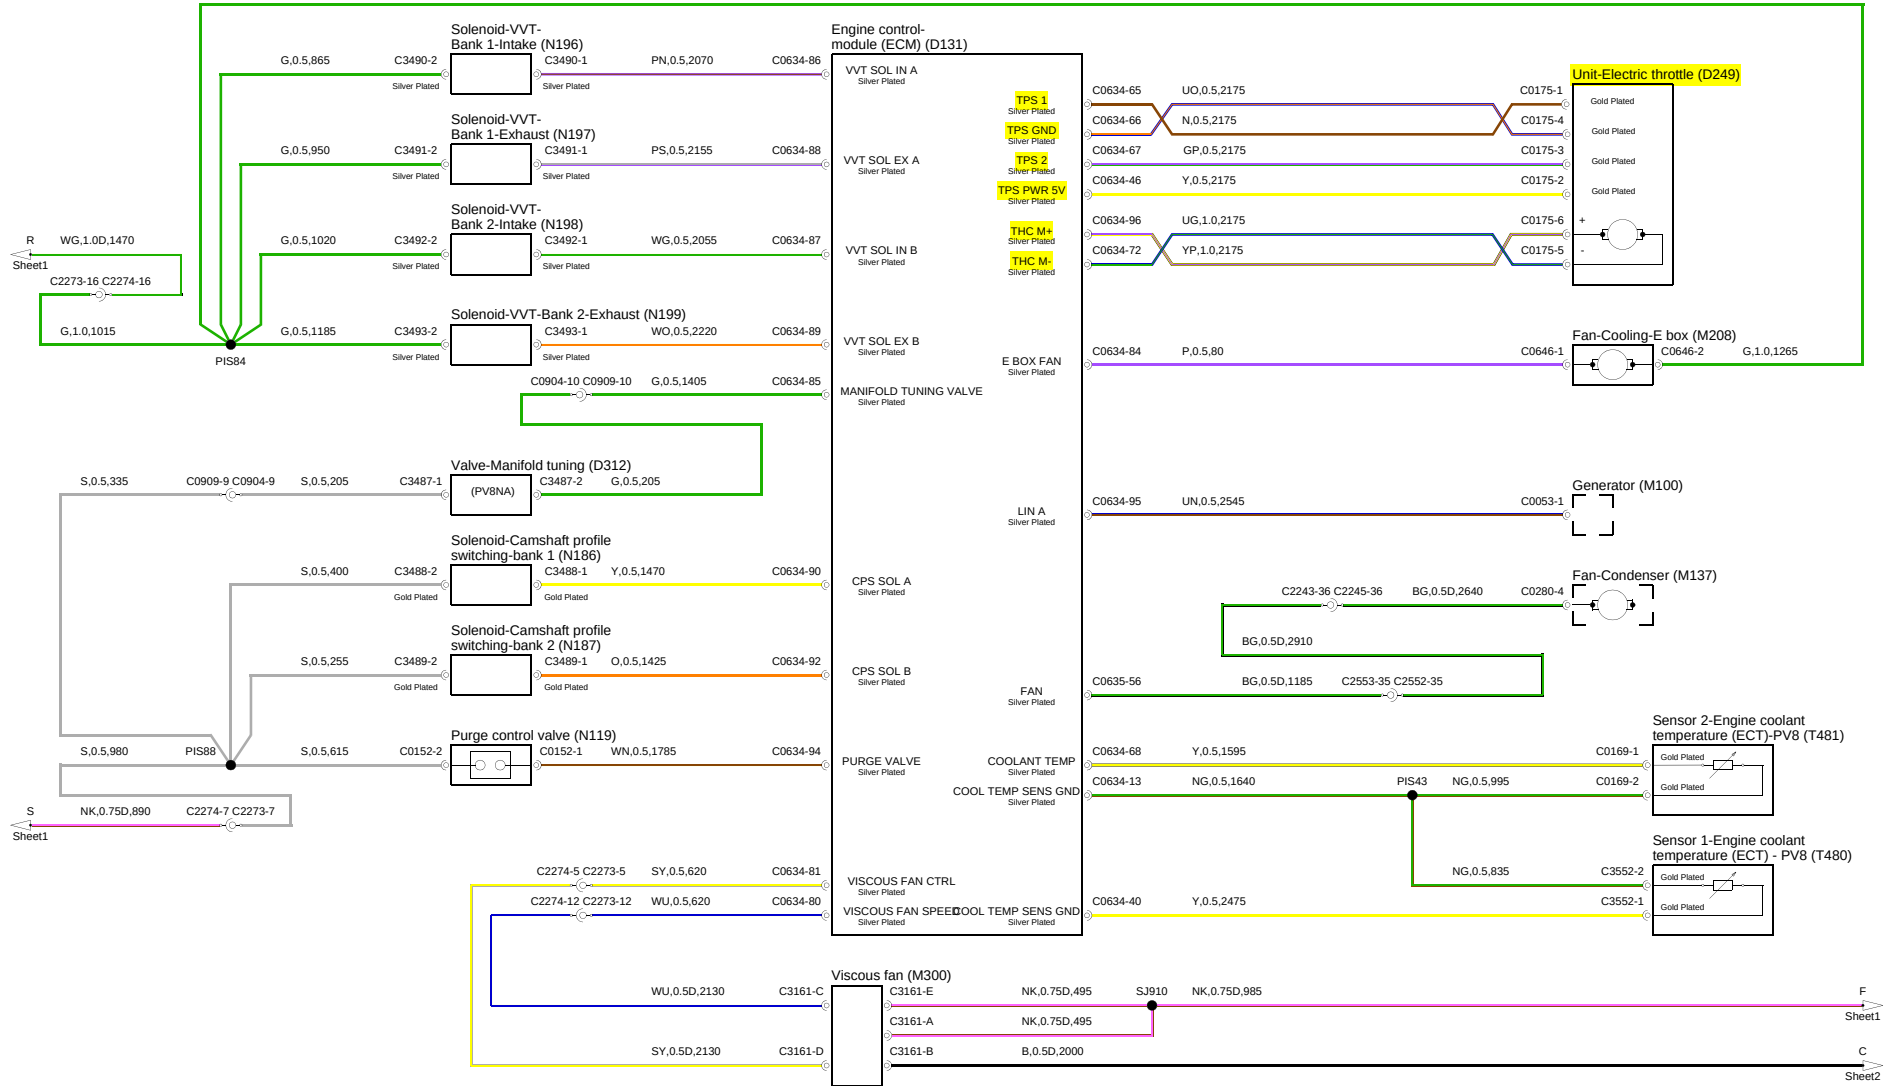 Solenoid-VVT-
Bank 1-Intake (N196)
G,0.5,865
C3490-2
Silver Plated
C3490-1
Silver Plated
PN,0.5,2070
C0634-86
Solenoid-VVT-
Bank 1-Exhaust (N197)
G,0.5,950
C3491-2
Silver Plated
C3491-1
Silver Plated
PS,0.5,2155
C0634-88
Solenoid-VVT-
Bank 2-Intake (N198)
R
Sheet1
WG,1.0D,1470
C2273-16 C2274-16
G,0.5,1020
C3492-2
Silver Plated
C3492-1
Silver Plated
WG,0.5,2055
C0634-87
Solenoid-VVT-Bank 2-Exhaust (N199)
G,1.0,1015
PIS84
G,0.5,1185
C3493-2
Silver Plated
C3493-1
Silver Plated
WO,0.5,2220
C0634-89
C0904-10 C0909-10
G,0.5,1405
C0634-85
Valve-Manifold tuning (D312)
S,0.5,335
C0909-9 C0904-9
S,0.5,205
C3487-1
(PV8NA)
C3487-2
G,0.5,205
Solenoid-Camshaft profile
switching-bank 1 (N186)
S,0.5,400
C3488-2
Gold Plated
C3488-1
Gold Plated
Y,0.5,1470
C0634-90
Solenoid-Camshaft profile
switching-bank 2 (N187)
S,0.5,255
C3489-2
Gold Plated
C3489-1
Gold Plated
O,0.5,1425
C0634-92
Purge control valve (N119)
S,0.5,980
PIS88
S,0.5,615
C0152-2
C0152-1
WN,0.5,1785
C0634-94
S
Sheet1
NK,0.75D,890
C2274-7 C2273-7
C2274-5 C2273-5
SY,0.5,620
C0634-81
C2274-12 C2273-12
WU,0.5,620
C0634-80
WU,0.5D,2130
C3161-C
SY,0.5D,2130
C3161-D
Engine control-
module (ECM) (D131)
VVT SOL IN A
Silver Plated
VVT SOL EX A
Silver Plated
VVT SOL IN B
Silver Plated
VVT SOL EX B
Silver Plated
MANIFOLD TUNING VALVE
Silver Plated
CPS SOL A
Silver Plated
CPS SOL B
Silver Plated
PURGE VALVE
Silver Plated
VISCOUS FAN CTRL
Silver Plated
VISCOUS FAN SPEED
Silver Plated
TPS 1
Silver Plated
TPS GND
Silver Plated
TPS 2
Silver Plated
TPS PWR 5V
Silver Plated
THC M+
Silver Plated
THC M-
Silver Plated
E BOX FAN
Silver Plated
LIN A
Silver Plated
FAN
Silver Plated
COOLANT TEMP
Silver Plated
COOL TEMP SENS GND
Silver Plated
COOL TEMP SENS GND
Silver Plated
Unit-Electric throttle (D249)
C0634-65
UO,0.5,2175
C0175-1
Gold Plated
C0634-66
N,0.5,2175
C0175-4
Gold Plated
C0634-67
GP,0.5,2175
C0175-3
Gold Plated
C0634-46
Y,0.5,2175
C0175-2
Gold Plated
C0634-96
UG,1.0,2175
C0175-6
+
C0634-72
YP,1.0,2175
C0175-5
-
Fan-Cooling-E box (M208)
C0634-84
P,0.5,80
C0646-1
C0646-2
G,1.0,1265
Generator (M100)
C0634-95
UN,0.5,2545
C0053-1
Fan-Condenser (M137)
C2243-36 C2245-36
BG,0.5D,2640
C0280-4
BG,0.5D,2910
C0635-56
BG,0.5D,1185
C2553-35 C2552-35
Sensor 2-Engine coolant
temperature (ECT)-PV8 (T481)
C0634-68
Y,0.5,1595
C0169-1
Gold Plated
C0634-13
NG,0.5,1640
PIS43
NG,0.5,995
C0169-2
Gold Plated
Sensor 1-Engine coolant
temperature (ECT) - PV8 (T480)
NG,0.5,835
C3552-2
Gold Plated
C0634-40
Y,0.5,2475
C3552-1
Gold Plated
Viscous fan (M300)
C3161-E
NK,0.75D,495
SJ910
NK,0.75D,985
F
Sheet1
C3161-A
NK,0.75D,495
C3161-B
B,0.5D,2000
C
Sheet2